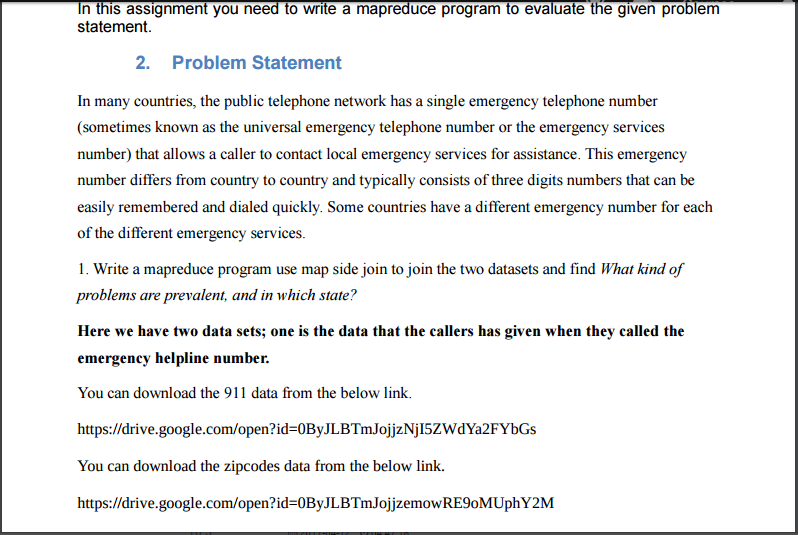 In this assignment you need to write a mapreduce program to evaluate the given problem
statement.
2. Problem Statement
In many countries, the public telephone network has a single emergency telephone number
(sometimes known as the universal emergency telephone number or the emergency services
number) that allows a caller to contact local emergency services for assistance. This emergency
number differs from country to country and typically consists of three digits numbers that can be
easily remembered and dialed quickly. Some countries have a different emergency number for each
of the different emergency services.
1. Write a mapreduce program use map side join to join the two datasets and find What kind of
problems are prevalent, and in which state?
Here we have two data sets; one is the data that the callers has given when they called the
emergency helpline number.
You can download the 911 data from the below link.
https://drive.google.com/open?id=0ByJLBTmJojjzNjI5ZWdYa2FYbGs
You can download the zipcodes data from the below link.
https://drive.google.com/open?id=0ByJLBTmJojjzemowRE9oMUphY2M